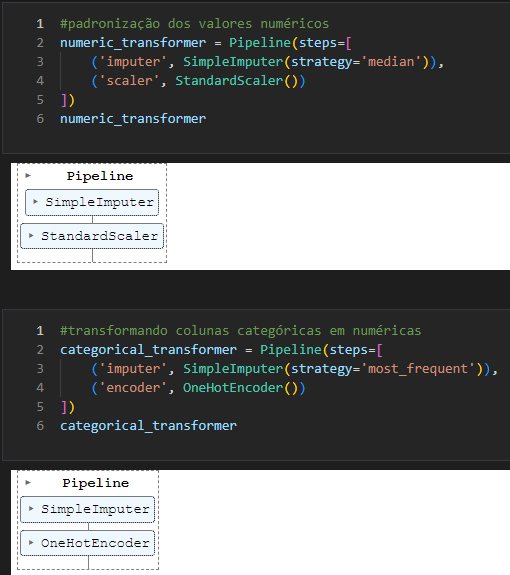 1 #padronização dos valores numéricos
2 numeric_transformer = Pipeline(steps=[
3     ('imputer', SimpleImputer(strategy='median')),
4     ('scaler', StandardScaler())
5 ])
6 numeric_transformer
▸ Pipeline
▸ SimpleImputer
▸ StandardScaler
1 #transformando colunas categóricas em numéricas
2 categorical_transformer = Pipeline(steps=[
3     ('imputer', SimpleImputer(strategy='most_frequent')),
4     ('encoder', OneHotEncoder())
5 ])
6 categorical_transformer
▸ Pipeline
▸ SimpleImputer
▸ OneHotEncoder